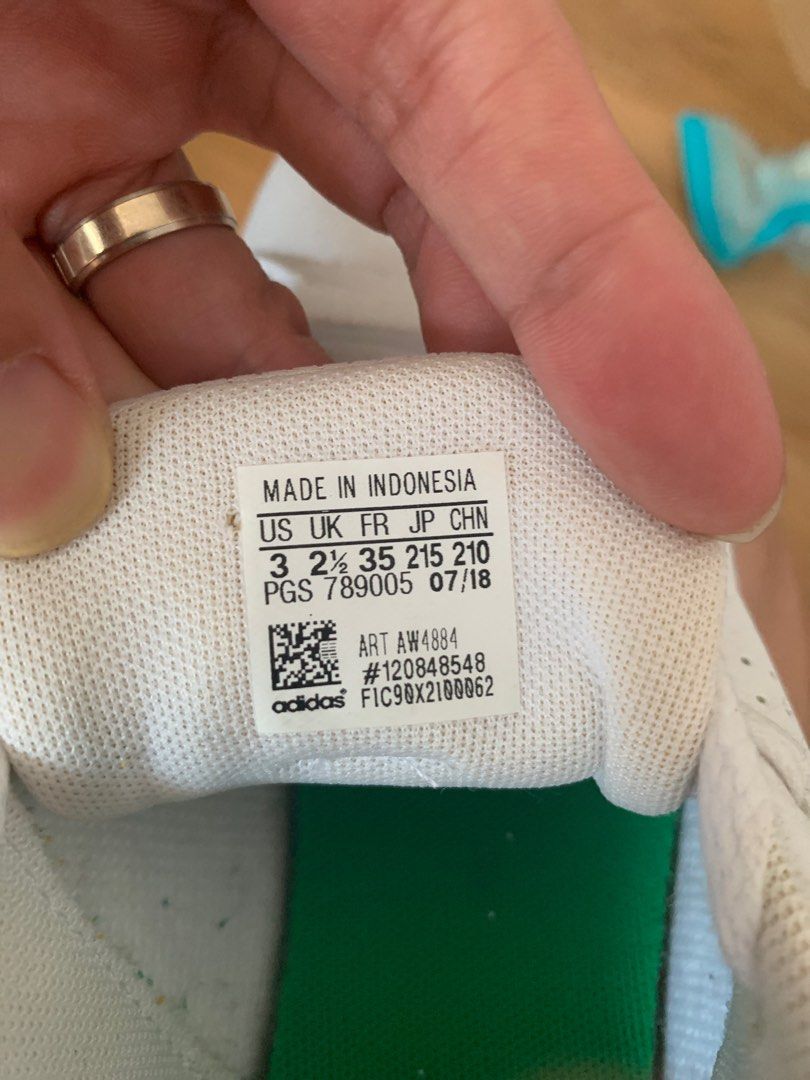 MADE IN INDONESIA
US UK FR JP CHN
3 2½ 35 215 210
PGS 789005 07/18
ART AW4884
#120848548
adidas® F1C90X2100062